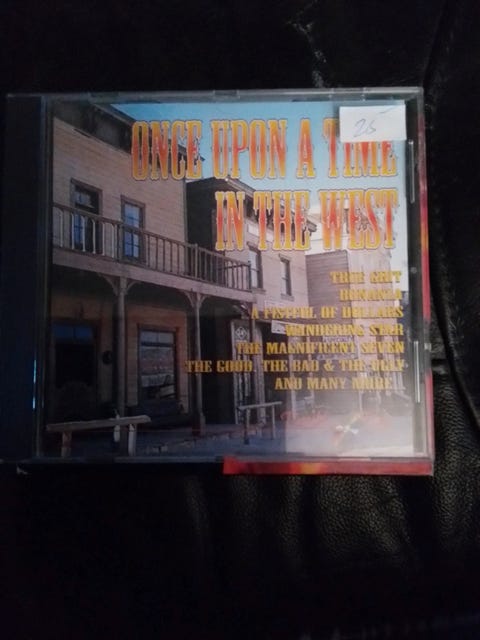 25
ONCE UPON A TIME
IN THE WEST
TRUE GRIT
BONANZA
A FISTFUL OF DOLLARS
WANDERING STAR
THE MAGNIFICENT SEVEN
THE GOOD, THE BAD & THE UGLY
AND MANY MORE